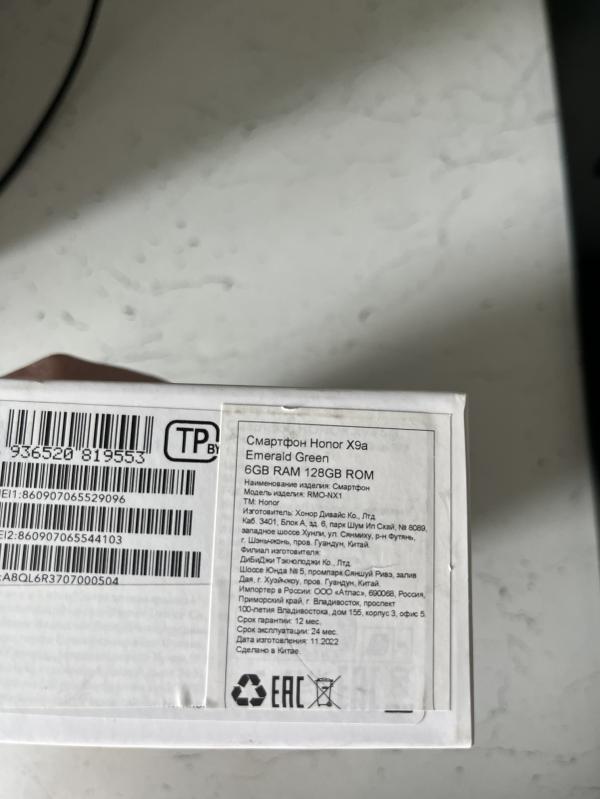 936520 819553
TP BY
EI1:860907065529096
EI2:860907065544103
:A8QL6R3707000504
Смартфон Honor X9a
Emerald Green
6GB RAM 128GB ROM
Наименование изделия: Смартфон
Модель изделия: RMO-NX1
ТМ: Honor
Изготовитель: Хонор Дивайс Ко., Лтд
Каб. 3401, Блок А, зд. 6, парк Шум Ип Скай, № 8089,
западное шоссе Хунли, ул. Сянмиху, р-н Футянь,
г. Шэньчжэнь, пров. Гуандун, Китай.
Филиал изготовителя:
ДиБиДжи Тэкнолоджи Ко., Лтд
Шоссе Юнда № 5, промпарк Сяншуй Ривэ, залив
Дая, г. Хуэйчжоу, пров. Гуандун, Китай.
Импортер в России: ООО «Атлас», 690068, Россия,
Приморский край, г. Владивосток, проспект
100-летия Владивостока, дом 155, корпус 3, офис 5.
Срок гарантии: 12 мес.
Срок эксплуатации: 24 мес.
Дата изготовления: 11.2022
Сделано в Китае.
EAC